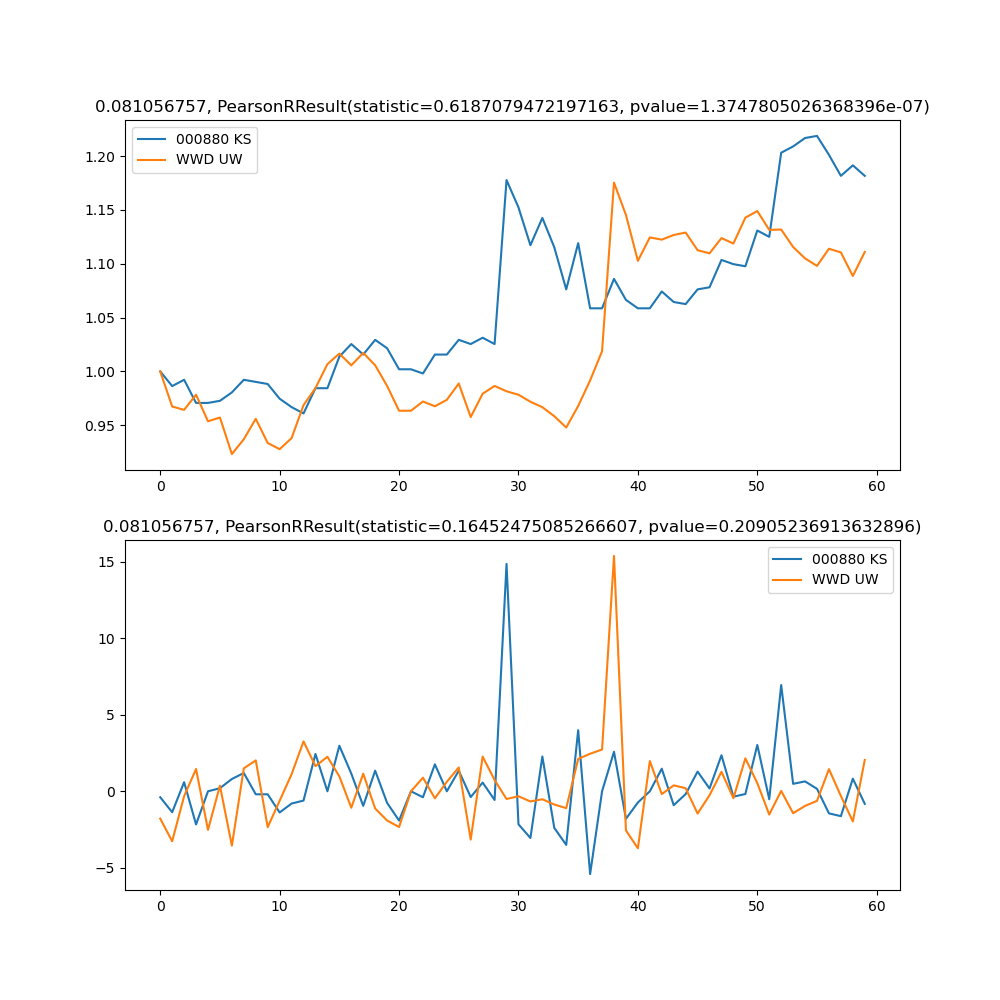 0.081056757, PearsonRResult(statistic=0.6187079472197163, pvalue=1.3747805026368396e-07)
000880 KS
WWD UW
1.20
1.15
1.10
1.05
1.00
0.95
0 10 20 30 40 50 60
0.081056757, PearsonRResult(statistic=0.16452475085266607, pvalue=0.20905236913632896)
000880 KS
WWD UW
15
10
5
0
−5
0 10 20 30 40 50 60